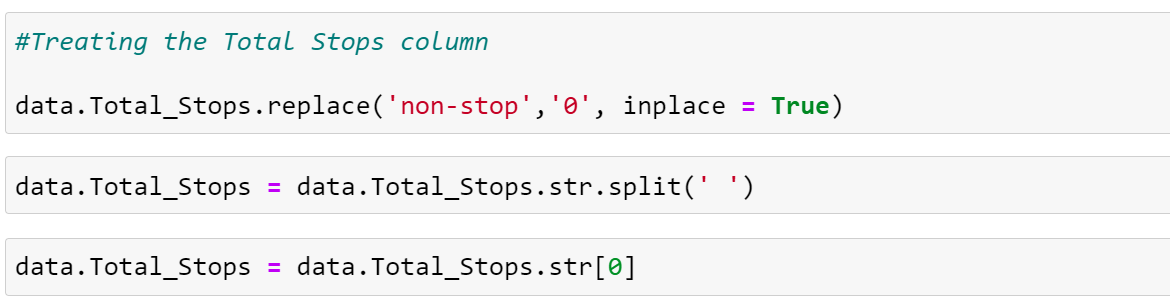 #Treating the Total Stops column
data.Total_Stops.replace('non-stop','0', inplace = True)
data.Total_Stops = data.Total_Stops.str.split(' ')
data.Total_Stops = data.Total_Stops.str[0]